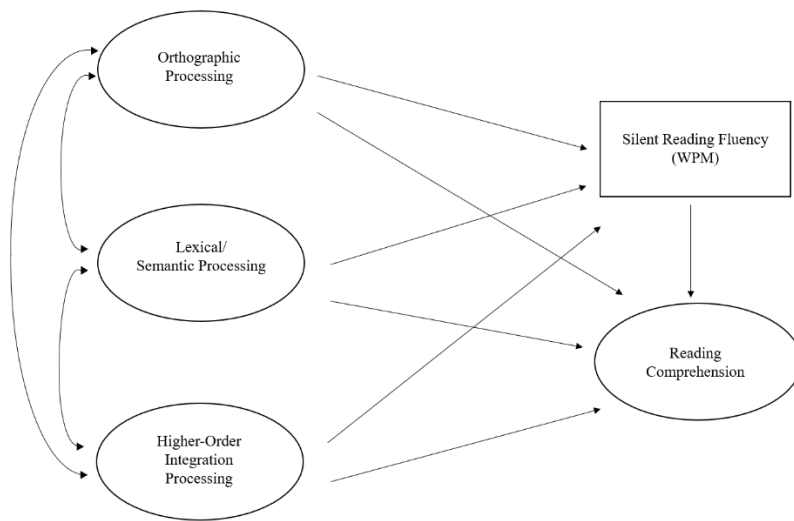 Orthographic
Processing
Silent Reading Fluency
(WPM)
Lexical/
Semantic Processing
Reading
Comprehension
Higher-Order
Integration
Processing